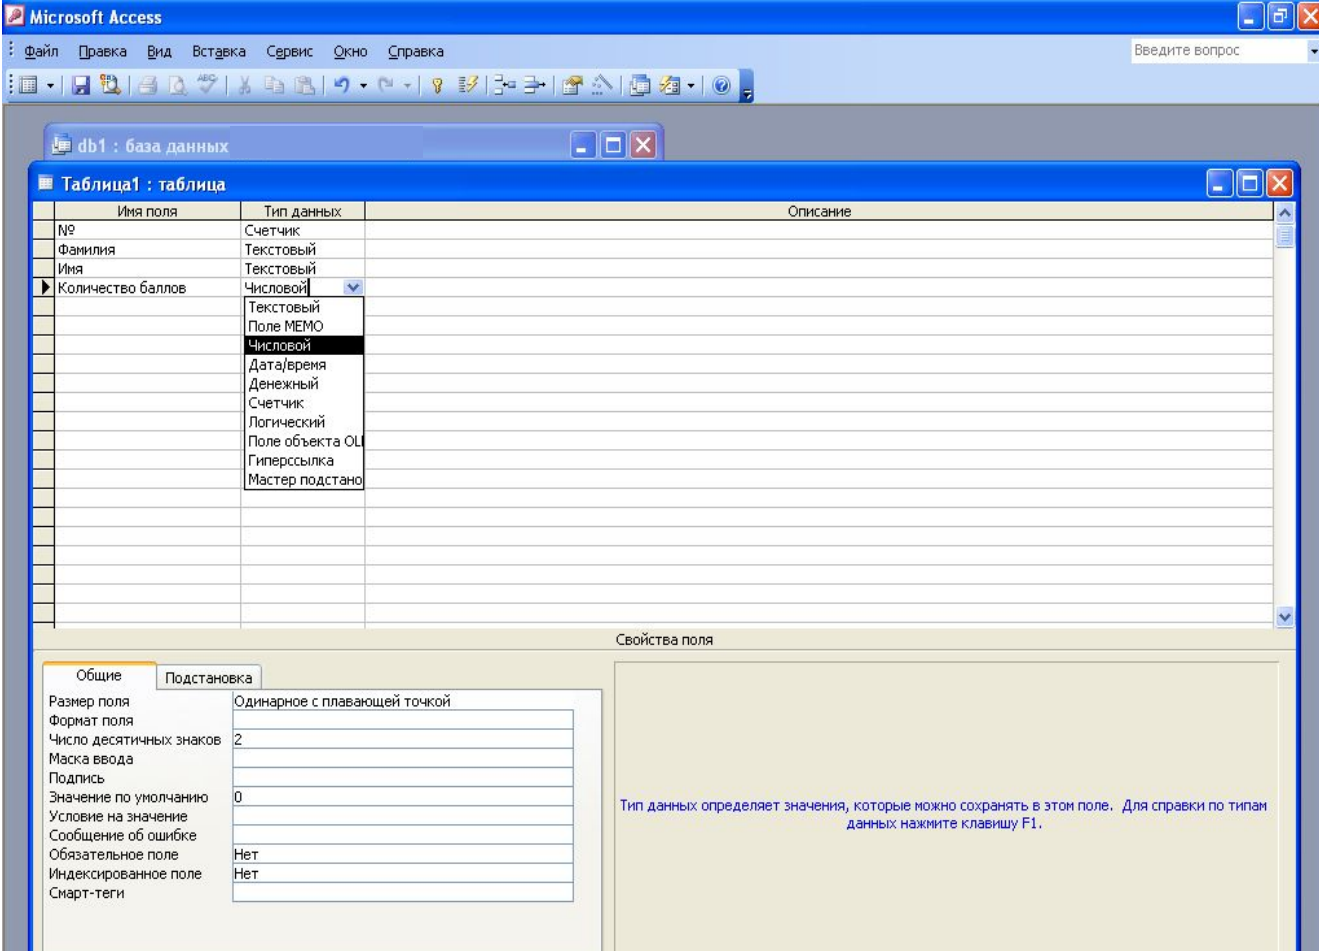 Microsoft Access
Файл Правка Вид Вставка Сервис Окно Справка Введите вопрос
db1 : база данных
Таблица1 : таблица
Имя поля Тип данных Описание
№ Счетчик
Фамилия Текстовый
Имя Текстовый
Количество баллов Числовой
Текстовый
Поле МЕМО
Числовой
Дата/время
Денежный
Счетчик
Логический
Поле объекта OLE
Гиперссылка
Мастер подстано
Свойства поля
Общие Подстановка
Размер поля Одинарное с плавающей точкой
Формат поля
Число десятичных знаков 2
Маска ввода
Подпись
Значение по умолчанию 0
Условие на значение
Сообщение об ошибке
Обязательное поле Нет
Индексированное поле Нет
Смарт-теги
Тип данных определяет значения, которые можно сохранять в этом поле. Для справки по типам
данных нажмите клавишу F1.